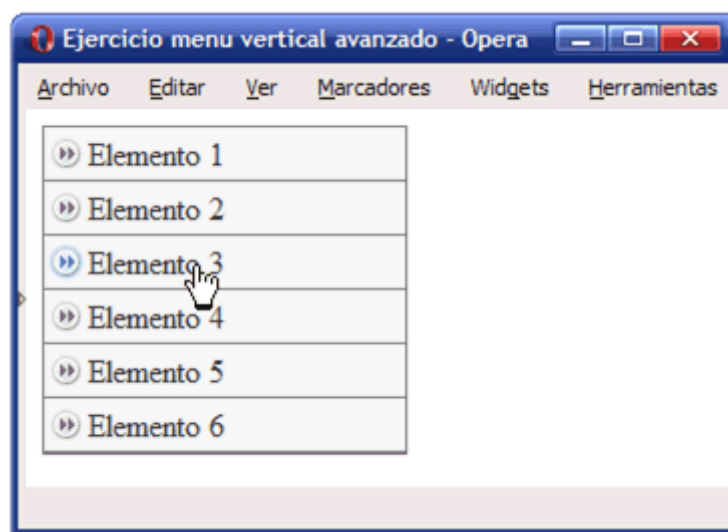 Ejercicio menu vertical avanzado - Opera
Archivo Editar Ver Marcadores Widgets Herramientas
Elemento 1
Elemento 2
Elemento 3
Elemento 4
Elemento 5
Elemento 6